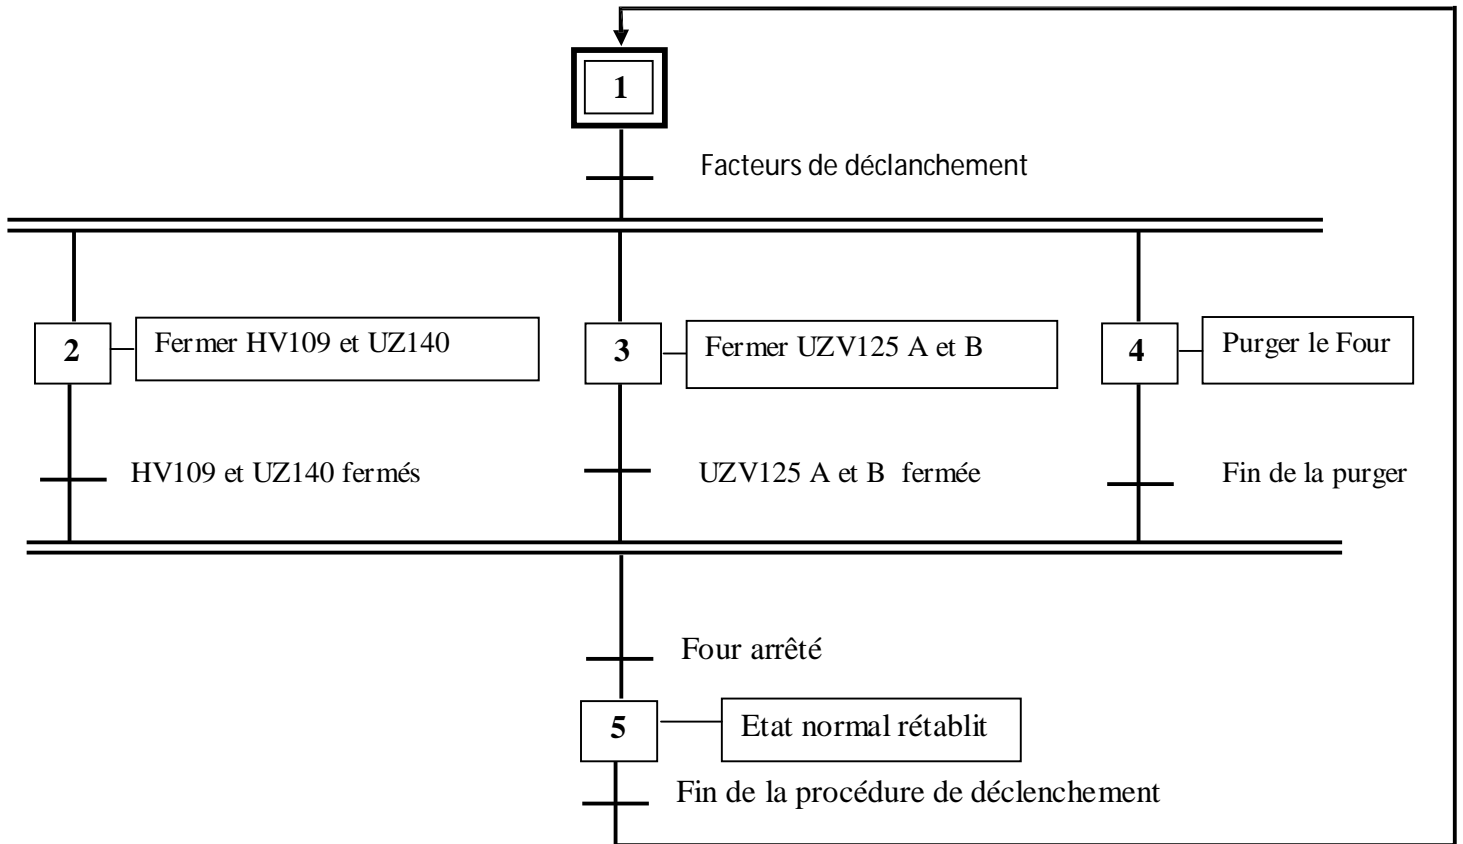 1
Facteurs de déclanchement
2
Fermer HV109 et UZ140
3
Fermer UZV125 A et B
4
Purger le Four
HV109 et UZ140 fermés
UZV125 A et B fermée
Fin de la purger
Four arrêté
5
Etat normal rétablit
Fin de la procédure de déclenchement